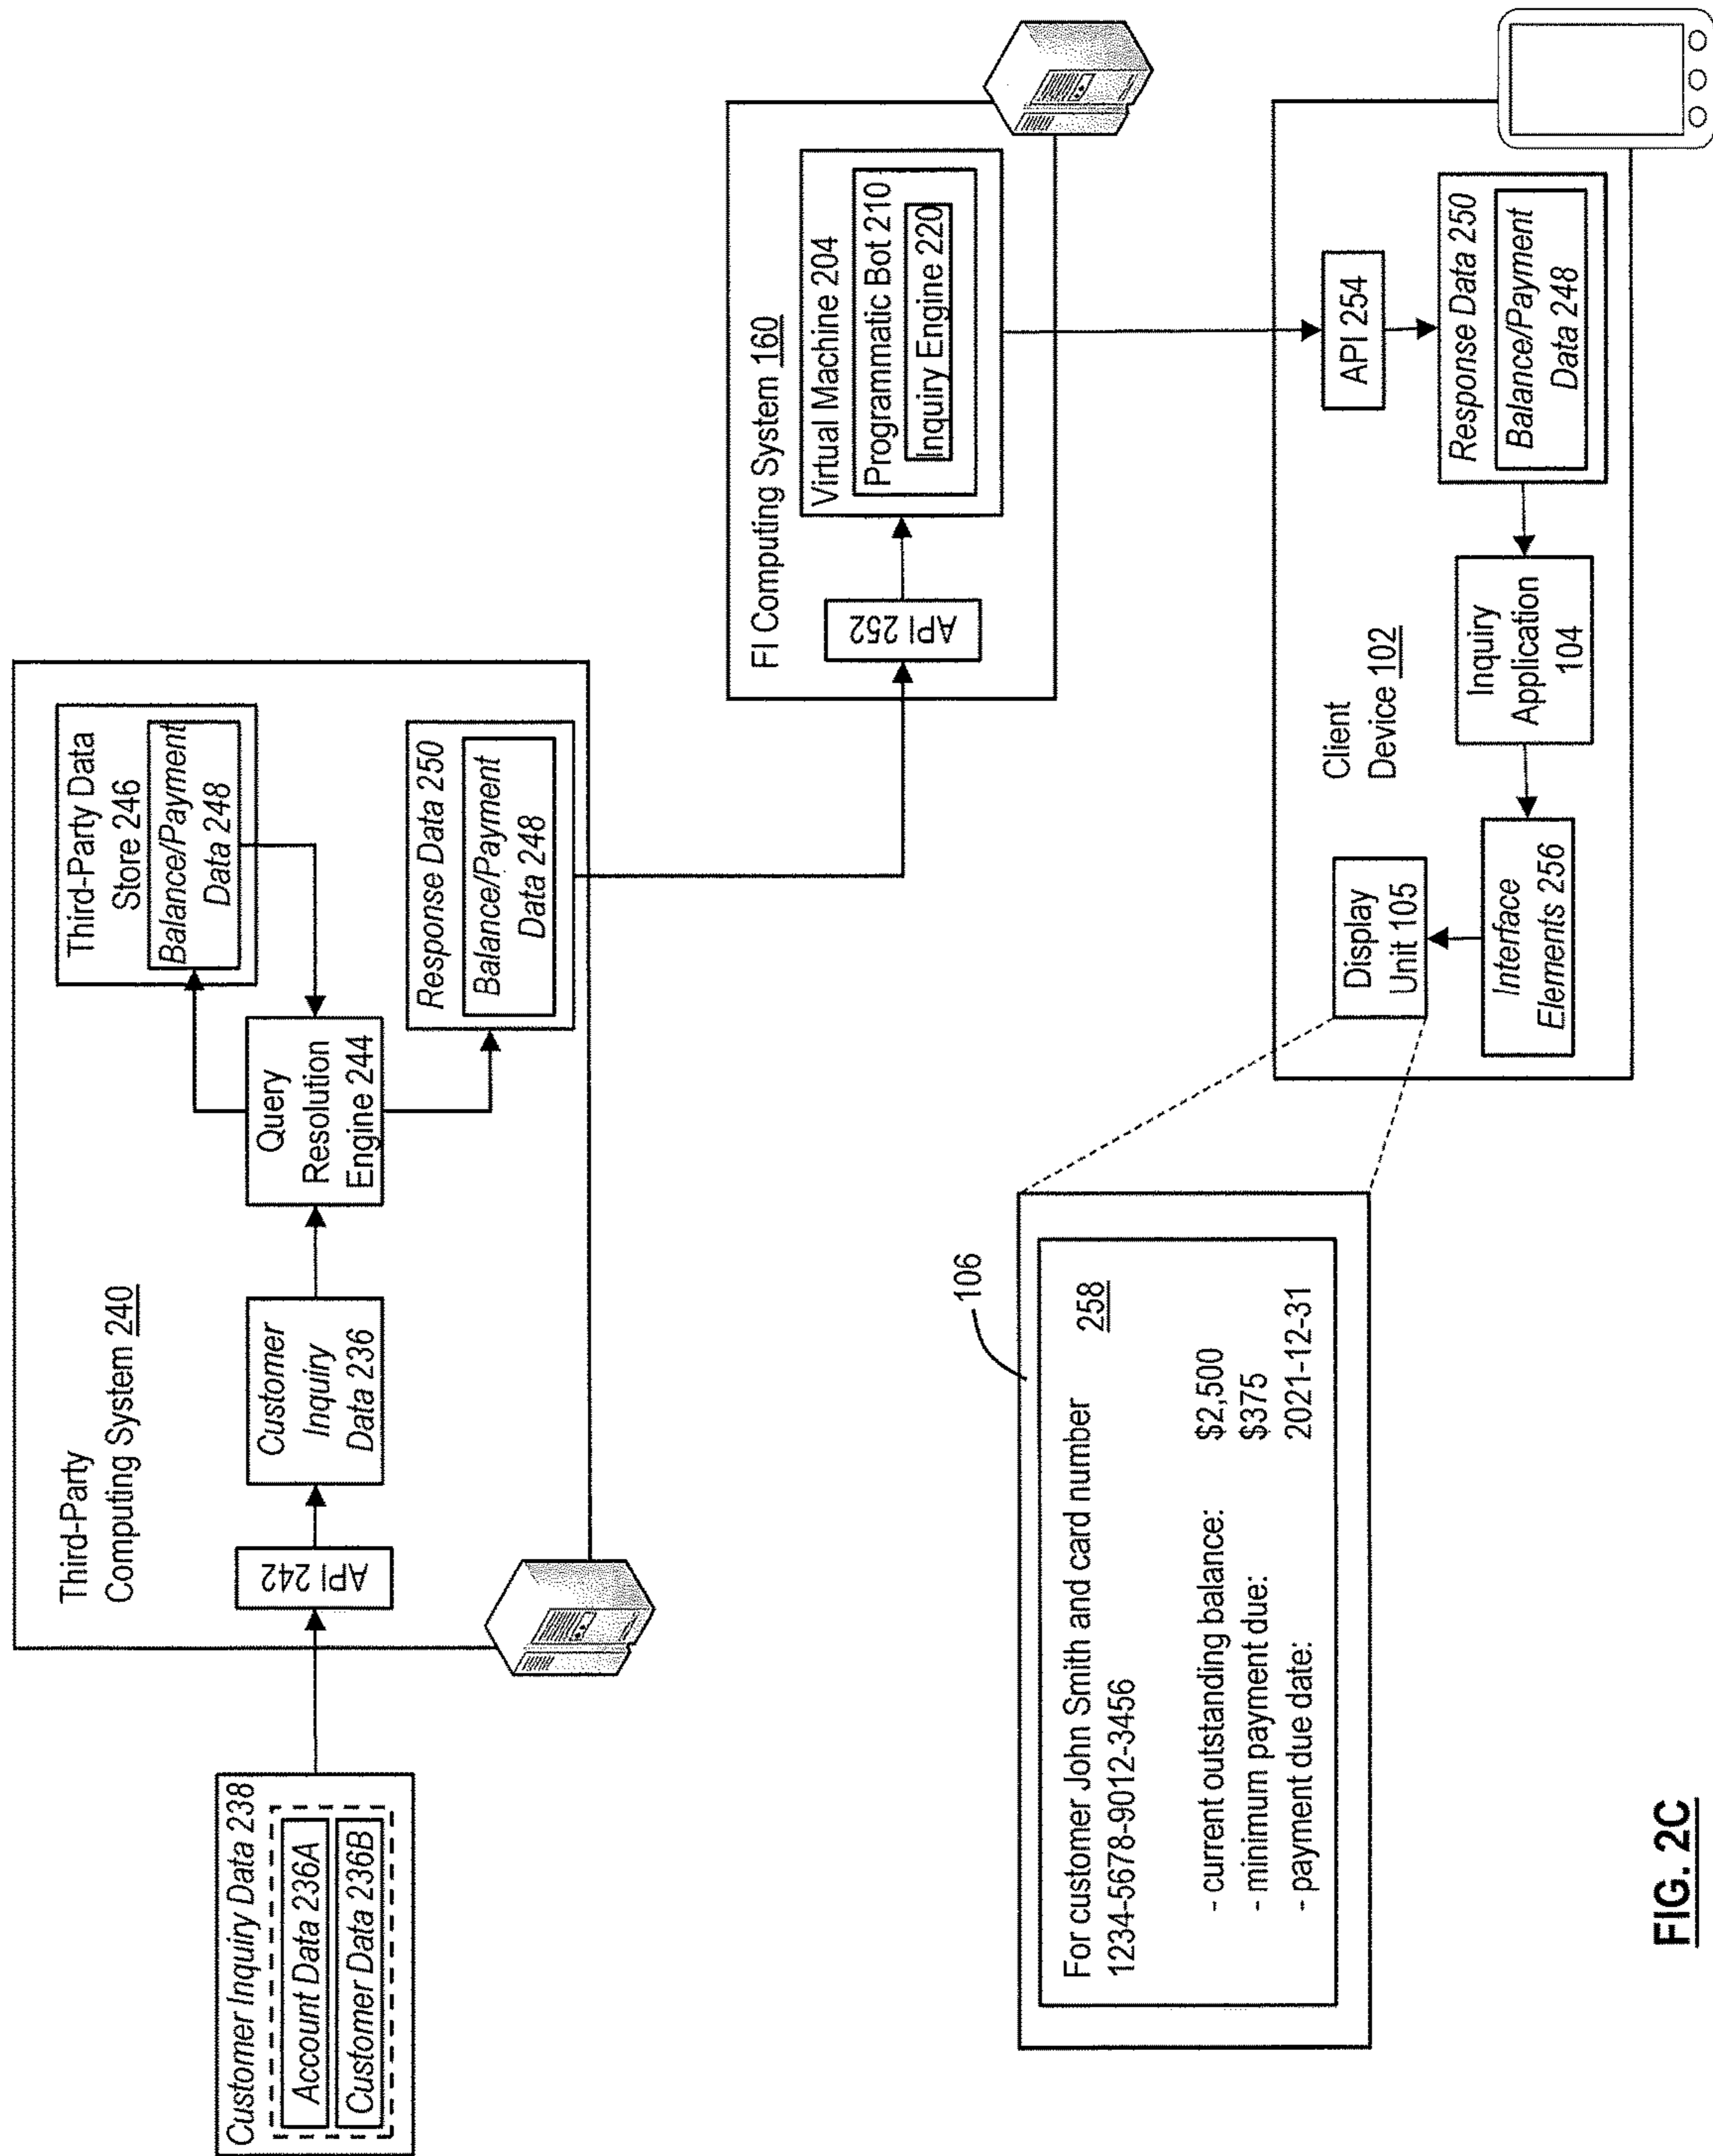 Customer Inquiry Data 238
Account Data 236A
Customer Data 236B
Third-Party
Computing System 240
API 242
Customer
Inquiry
Data 236
Query
Resolution
Engine 244
Third-Party Data
Store 246
Balance/Payment
Data 248
Response Data 250
Balance/Payment
Data 248
FI Computing System 160
API 252
Virtual Machine 204
Programmatic Bot 210
Inquiry Engine 220
Client
Device 102
API 254
Response Data 250
Balance/Payment
Data 248
Inquiry
Application
104
Interface
Elements 256
Display
Unit 105
106
For customer John Smith and card number
1234-5678-9012-3456
258
- current outstanding balance: $2,500
- minimum payment due: $375
- payment due date: 2021-12-31
FIG. 2C